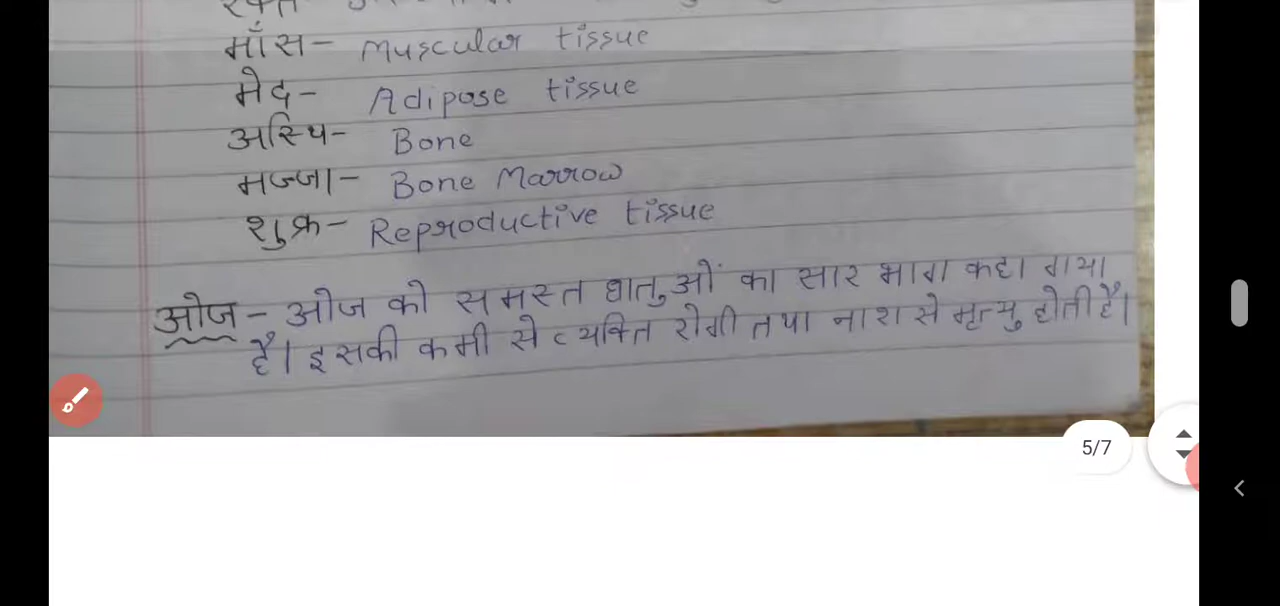 रक्त
माँस- Muscular tissue
मेद- Adipose tissue
अस्थि- Bone
मज्जा- Bone Marrow
शुक्र- Reproductive tissue
ओज- ओज को समस्त धातुओं का सार भाग कहा गया
है। इसकी कमी से व्यक्ति रोगी तथा नाश से मृत्यु होती है।
5/7